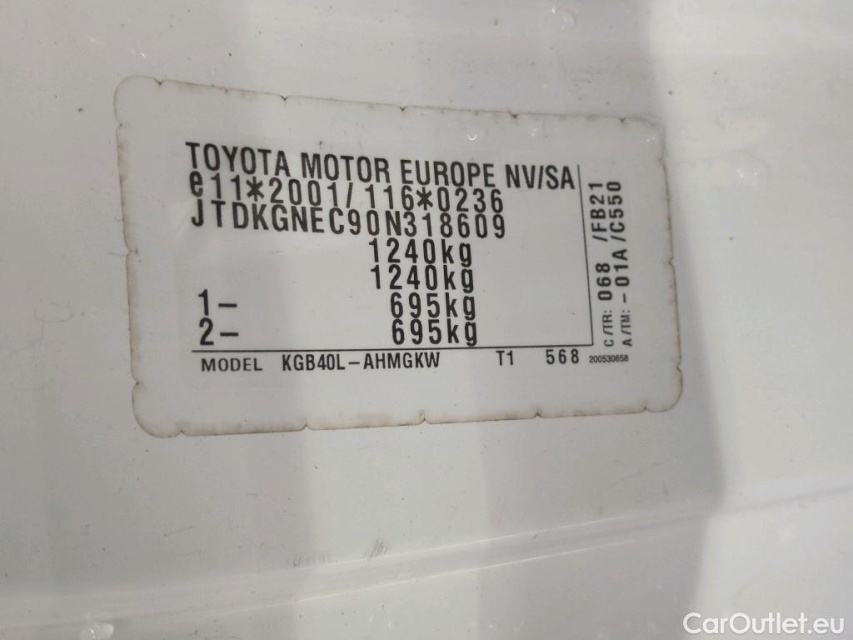 TOYOTA MOTOR EUROPE NV/SA
e11*2001/116*0236
JTDKGNEC90N318609
1240kg
1240kg
1- 695kg
2- 695kg
MODEL KGB40L-AHMGKW T1 568
C/TR: 068 /FB21
A/TM: -01A /C550
200530658
CarOutlet.eu